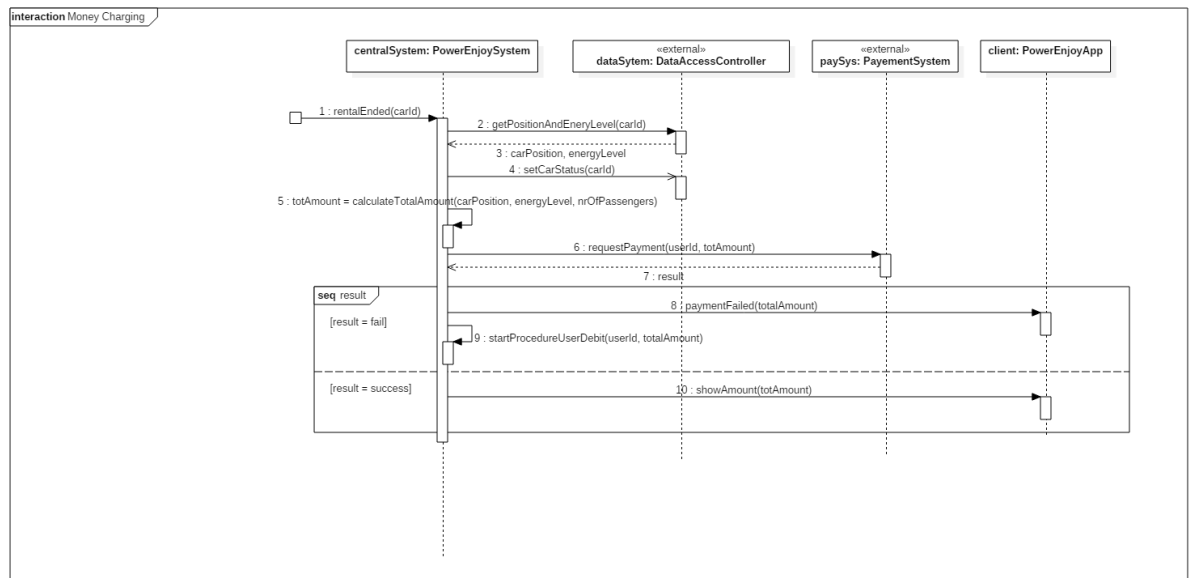 interaction Money Charging
centralSystem: PowerEnjoySystem
«external»
dataSytem: DataAccessController
«external»
paySys: PayementSystem
client: PowerEnjoyApp
1 : rentalEnded(carId)
2 : getPositionAndEneryLevel(carId)
3 : carPosition, energyLevel
4 : setCarStatus(carId)
5 : totAmount = calculateTotalAmount(carPosition, energyLevel, nrOfPassengers)
6 : requestPayment(userId, totAmount)
7 : result
seq result
8 : paymentFailed(totalAmount)
[result = fail]
9 : startProcedureUserDebit(userId, totalAmount)
[result = success]
10 : showAmount(totAmount)